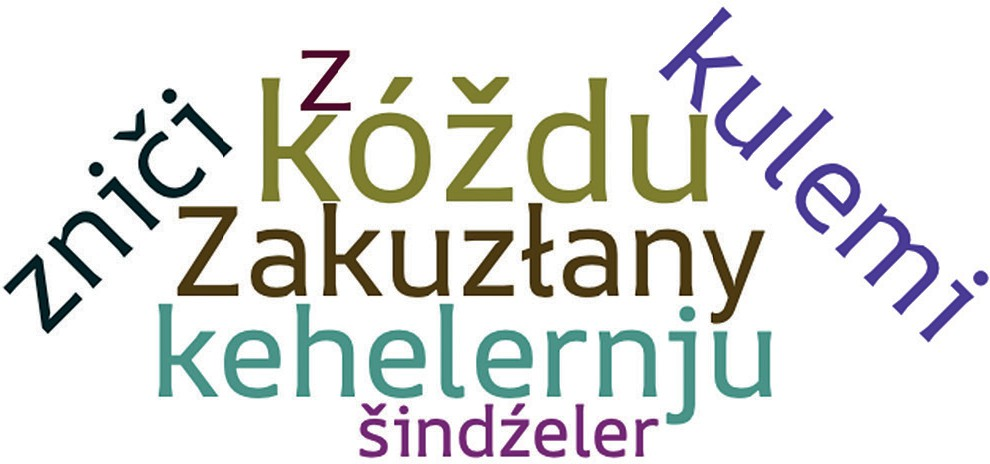 zniči
z
kóždu
kulemi
Zakuzłany
kehelernju
šindźeler